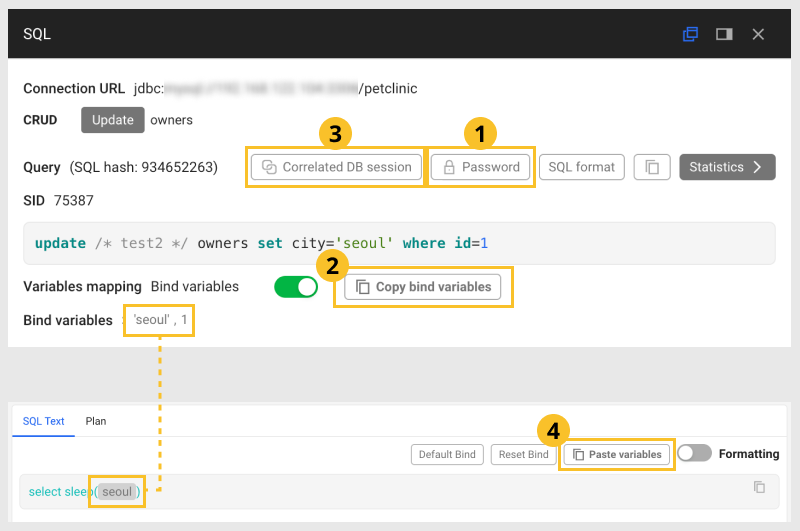 SQL
Connection URL jdbc: /petclinic
CRUD Update owners
3 1
Query (SQL hash: 934652263) Correlated DB session Password SQL format Statistics
SID 75387
update /* test2 */ owners set city='seoul' where id=1
2
Variables mapping Bind variables Copy bind variables
Bind variables : 'seoul' , 1
SQL Text Plan
4
Default Bind Reset Bind Paste variables Formatting
select sleep( seoul )